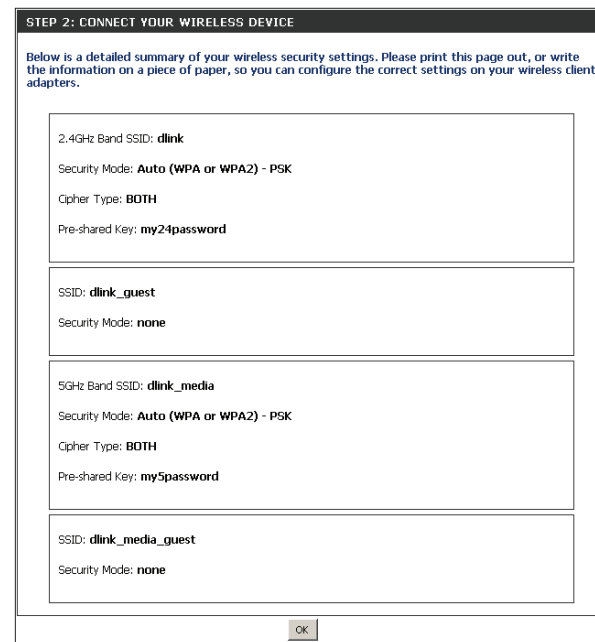 STEP 2: CONNECT YOUR WIRELESS DEVICE
Below is a detailed summary of your wireless security settings. Please print this page out, or write
the information on a piece of paper, so you can configure the correct settings on your wireless client
adapters.
2.4GHz Band SSID: dlink
Security Mode: Auto (WPA or WPA2) - PSK
Cipher Type: BOTH
Pre-shared Key: my24password
SSID: dlink_guest
Security Mode: none
5GHz Band SSID: dlink_media
Security Mode: Auto (WPA or WPA2) - PSK
Cipher Type: BOTH
Pre-shared Key: my5password
SSID: dlink_media_guest
Security Mode: none
OK